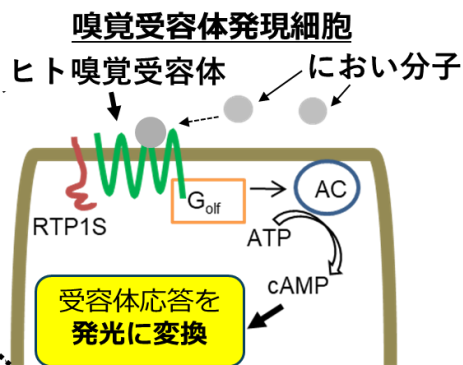 嗅覚受容体発現細胞
ヒト嗅覚受容体
におい分子
RTP1S
Golf
AC
ATP
cAMP
受容体応答を
発光に変換